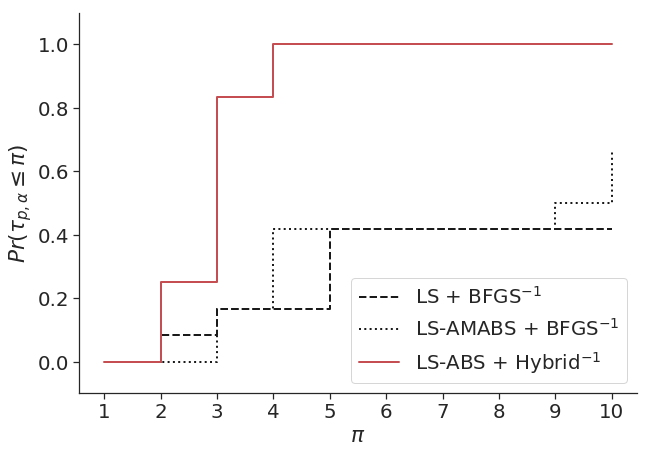 1.0
0.8
0.6
0.4
0.2
0.0
Pr(τp,α ≤ π)
LS + BFGS⁻¹
LS-AMABS + BFGS⁻¹
LS-ABS + Hybrid⁻¹
1 2 3 4 5 6 7 8 9 10
π